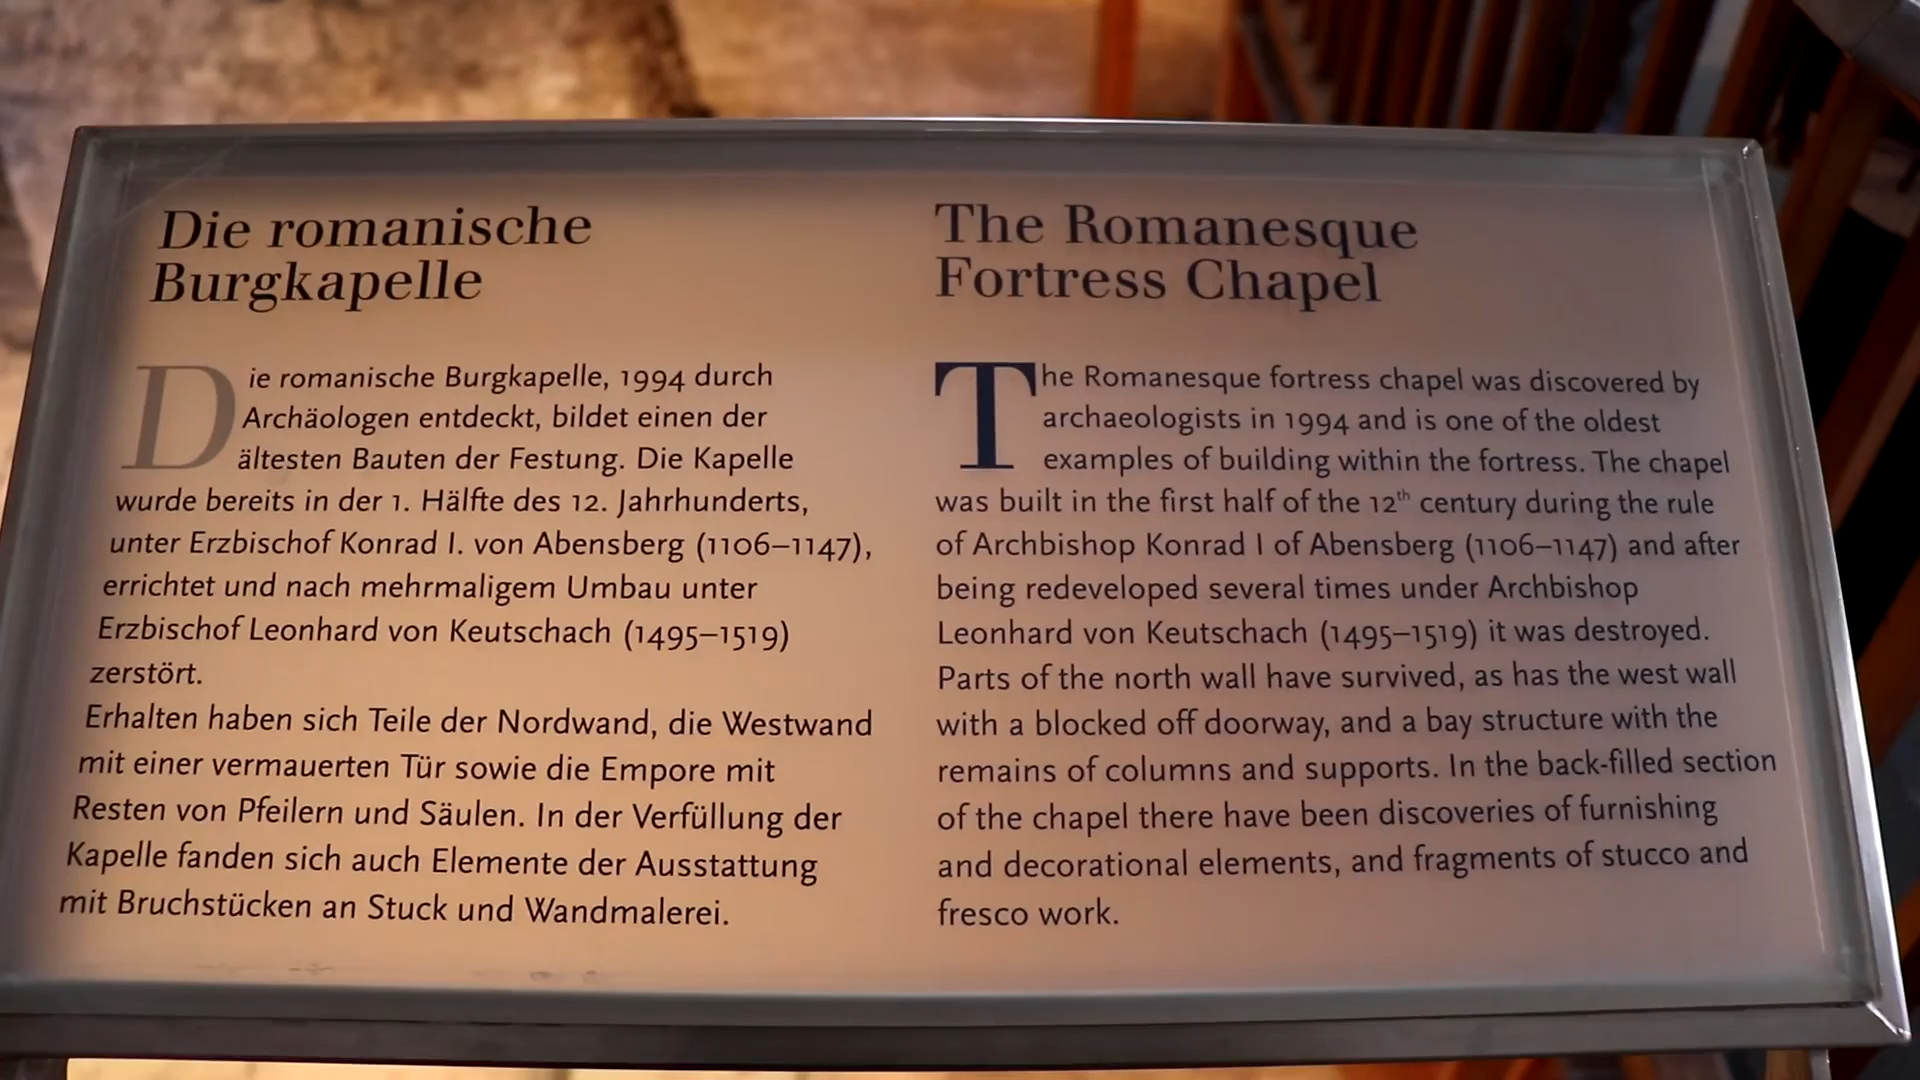 Die romanische
Burgkapelle
Die romanische Burgkapelle, 1994 durch
Archäologen entdeckt, bildet einen der
ältesten Bauten der Festung. Die Kapelle
wurde bereits in der 1. Hälfte des 12. Jahrhunderts,
unter Erzbischof Konrad I. von Abensberg (1106–1147),
errichtet und nach mehrmaligem Umbau unter
Erzbischof Leonhard von Keutschach (1495–1519)
zerstört.
Erhalten haben sich Teile der Nordwand, die Westwand
mit einer vermauerten Tür sowie die Empore mit
Resten von Pfeilern und Säulen. In der Verfüllung der
Kapelle fanden sich auch Elemente der Ausstattung
mit Bruchstücken an Stuck und Wandmalerei.
The Romanesque
Fortress Chapel
The Romanesque fortress chapel was discovered by
archaeologists in 1994 and is one of the oldest
examples of building within the fortress. The chapel
was built in the first half of the 12th century during the rule
of Archbishop Konrad I of Abensberg (1106–1147) and after
being redeveloped several times under Archbishop
Leonhard von Keutschach (1495–1519) it was destroyed.
Parts of the north wall have survived, as has the west wall
with a blocked off doorway, and a bay structure with the
remains of columns and supports. In the back-filled section
of the chapel there have been discoveries of furnishing
and decorational elements, and fragments of stucco and
fresco work.